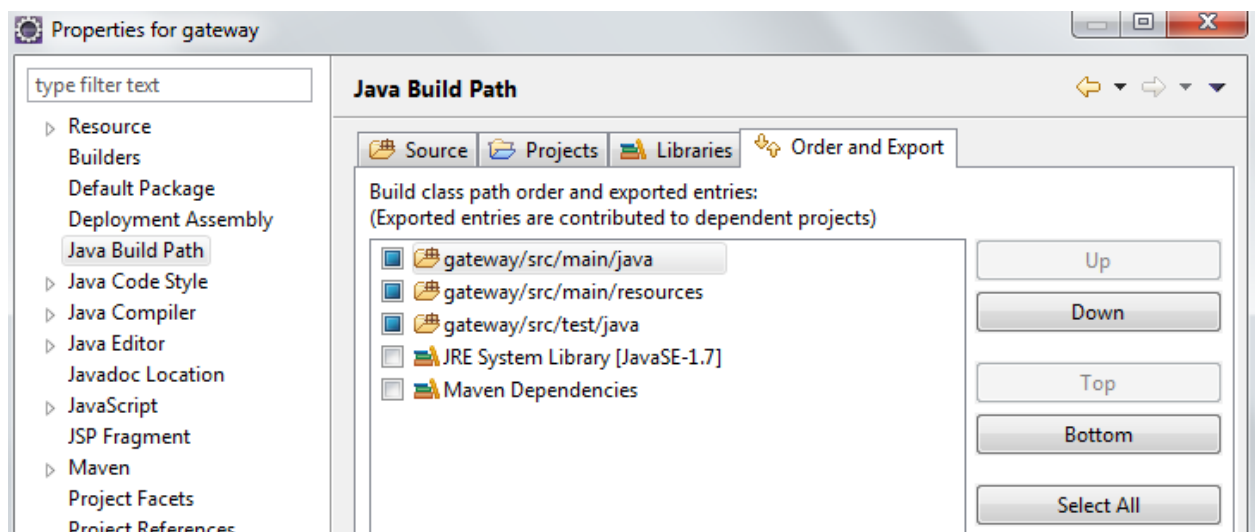 Properties for gateway
type filter text
Resource
Builders
Default Package
Deployment Assembly
Java Build Path
Java Code Style
Java Compiler
Java Editor
Javadoc Location
JavaScript
JSP Fragment
Maven
Project Facets
Project References
Java Build Path
Source
Projects
Libraries
Order and Export
Build class path order and exported entries:
(Exported entries are contributed to dependent projects)
gateway/src/main/java
gateway/src/main/resources
gateway/src/test/java
JRE System Library [JavaSE-1.7]
Maven Dependencies
Up
Down
Top
Bottom
Select All